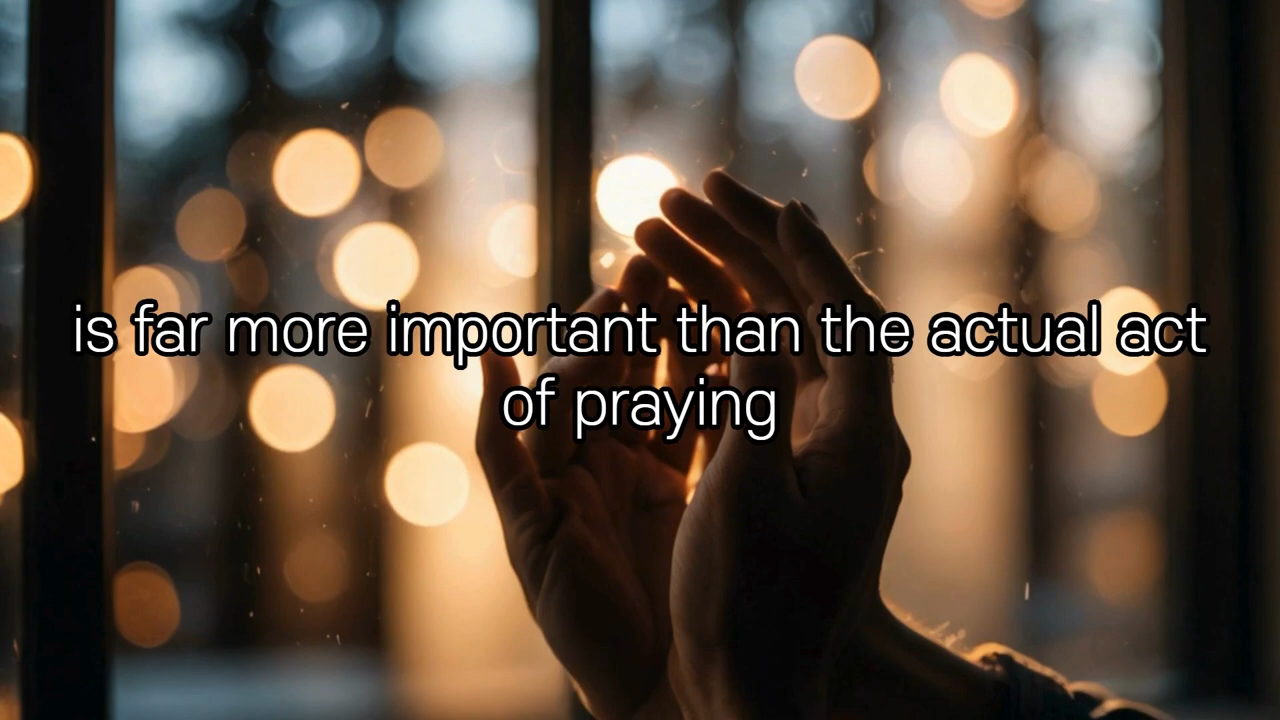 is far more important than the actual act
of praying